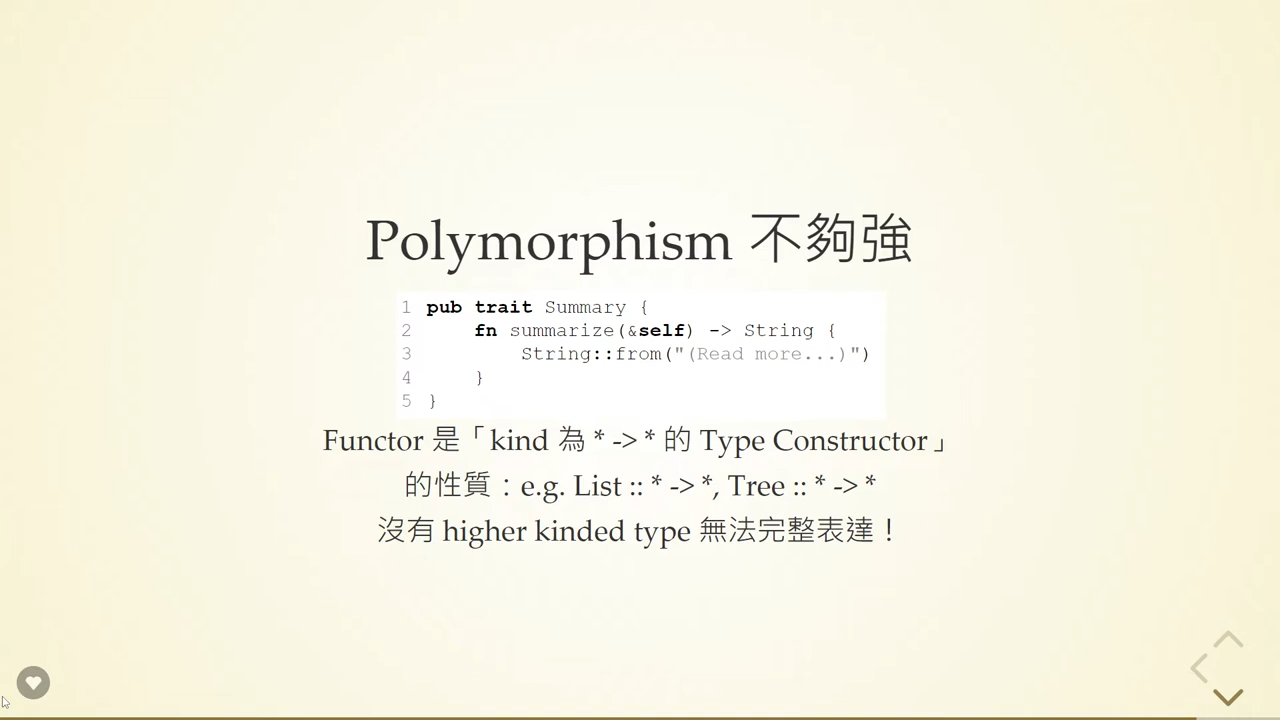 Polymorphism 不夠強
1 pub trait Summary {
2     fn summarize(&self) -> String {
3         String::from("(Read more...)")
4     }
5 }
Functor 是「kind 為 * -> * 的 Type Constructor」
的性質：e.g. List :: * -> *, Tree :: * -> *
沒有 higher kinded type 無法完整表達！